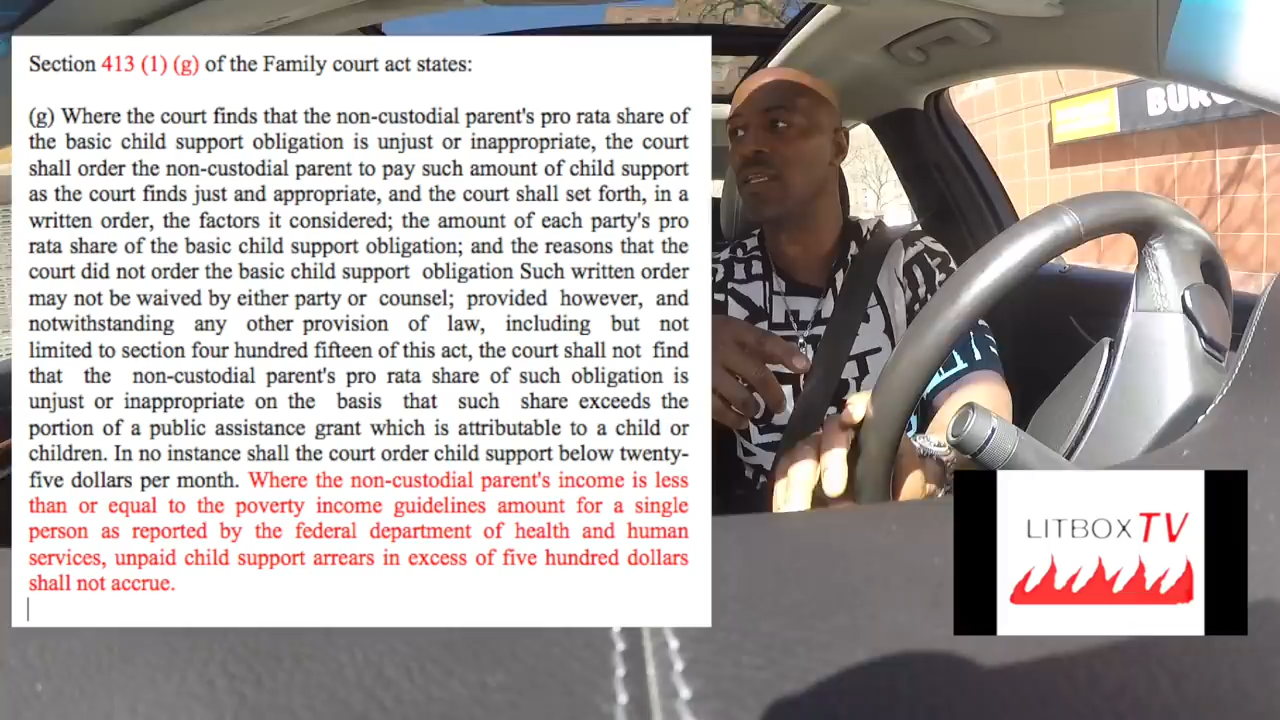 Section 413 (1) (g) of the Family court act states:
(g) Where the court finds that the non-custodial parent's pro rata share of
the basic child support obligation is unjust or inappropriate, the court
shall order the non-custodial parent to pay such amount of child support
as the court finds just and appropriate, and the court shall set forth, in a
written order, the factors it considered; the amount of each party's pro
rata share of the basic child support obligation; and the reasons that the
court did not order the basic child support obligation Such written order
may not be waived by either party or counsel; provided however, and
notwithstanding any other provision of law, including but not
limited to section four hundred fifteen of this act, the court shall not find
that the non-custodial parent's pro rata share of such obligation is
unjust or inappropriate on the basis that such share exceeds the
portion of a public assistance grant which is attributable to a child or
children. In no instance shall the court order child support below twenty-
five dollars per month. Where the non-custodial parent's income is less
than or equal to the poverty income guidelines amount for a single
person as reported by the federal department of health and human
services, unpaid child support arrears in excess of five hundred dollars
shall not accrue.
LITBOX TV